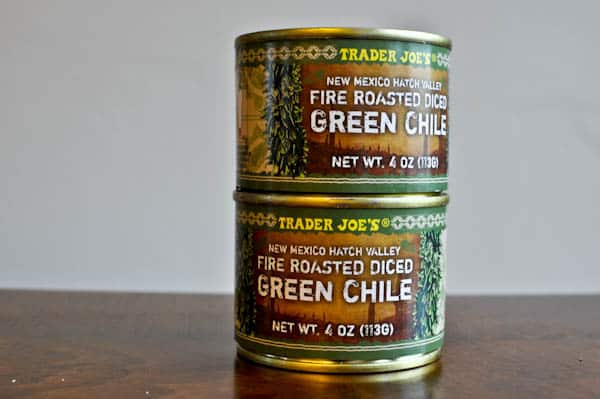 TRADER JOE'S®
NEW MEXICO HATCH VALLEY
FIRE ROASTED DICED
GREEN CHILE
NET WT. 4 OZ (113G)
TRADER JOE'S®
NEW MEXICO HATCH VALLEY
FIRE ROASTED DICED
GREEN CHILE
NET WT. 4 OZ (113G)